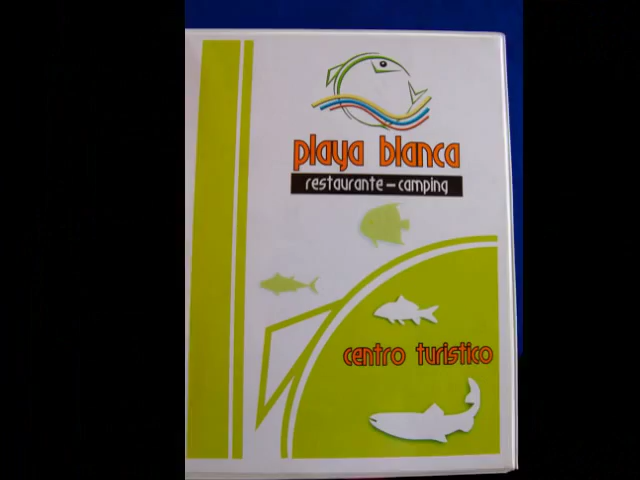 playa blanca
restaurante - camping
centro turistico